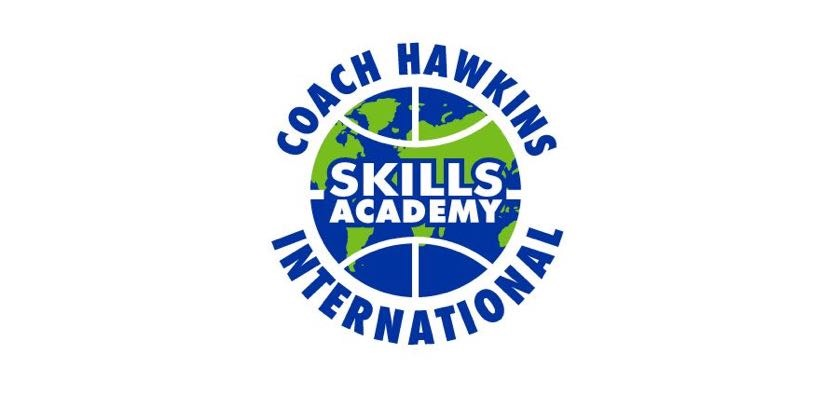 COACH HAWKINS
SKILLS
ACADEMY
INTERNATIONAL